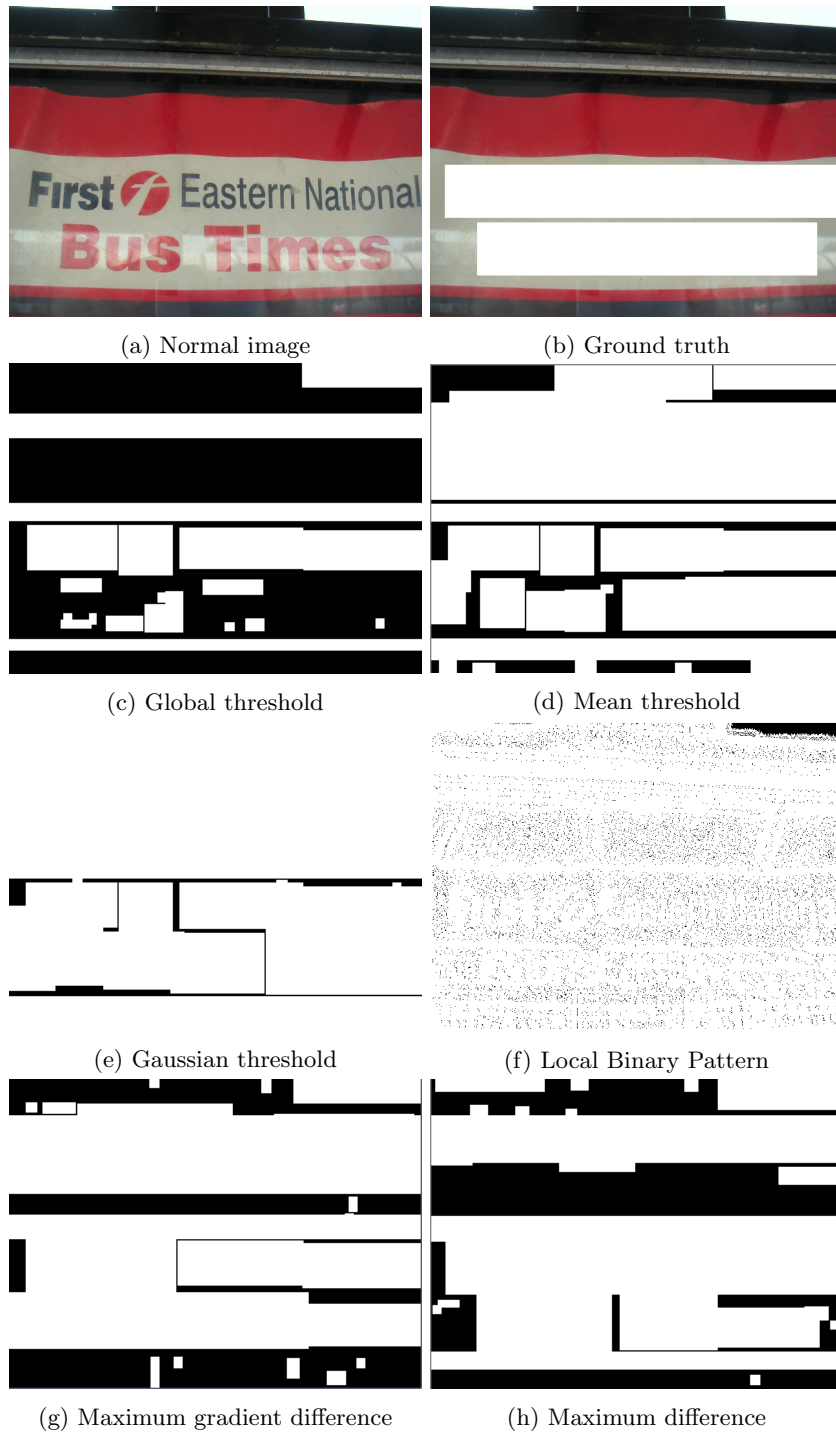 First Eastern National
Bus Times
(a) Normal image
(b) Ground truth
(c) Global threshold
(d) Mean threshold
(e) Gaussian threshold
(f) Local Binary Pattern
(g) Maximum gradient difference
(h) Maximum difference